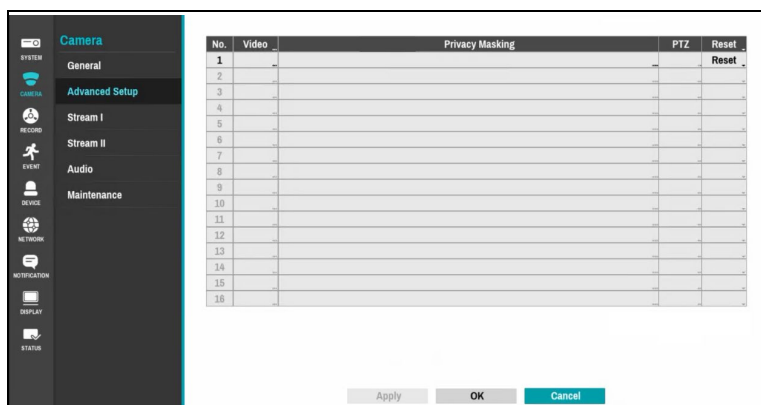 SYSTEM
CAMERA
RECORD
EVENT
DEVICE
NETWORK
NOTIFICATION
DISPLAY
STATUS
Camera
General
Advanced Setup
Stream I
Stream II
Audio
Maintenance
No. Video Privacy Masking PTZ Reset
1 Reset
2
3
4
5
6
7
8
9
10
11
12
13
14
15
16
Apply OK Cancel